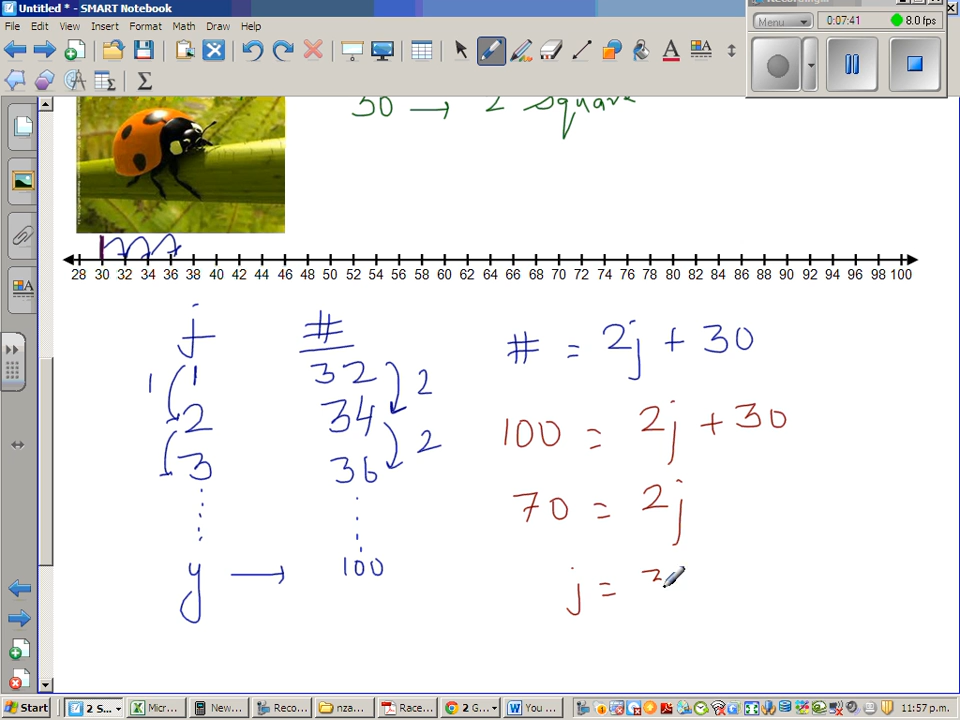 Untitled * - SMART Notebook
File Edit View Insert Format Math Draw Help
Menu 0:07:41 8.0 fps
30 → 2 square
28 30 32 34 36 38 40 42 44 46 48 50 52 54 56 58 60 62 64 66 68 70 72 74 76 78 80 82 84 86 88 90 92 94 96 98 100
j #
1 1 32 2
2 34 2
3 36
y → 100
# = 2j + 30
100 = 2j + 30
70 = 2j
j = 3
Start 2 S... Micr... New... Reco... nza... Race... 2 G... You ... 11:57 p.m.